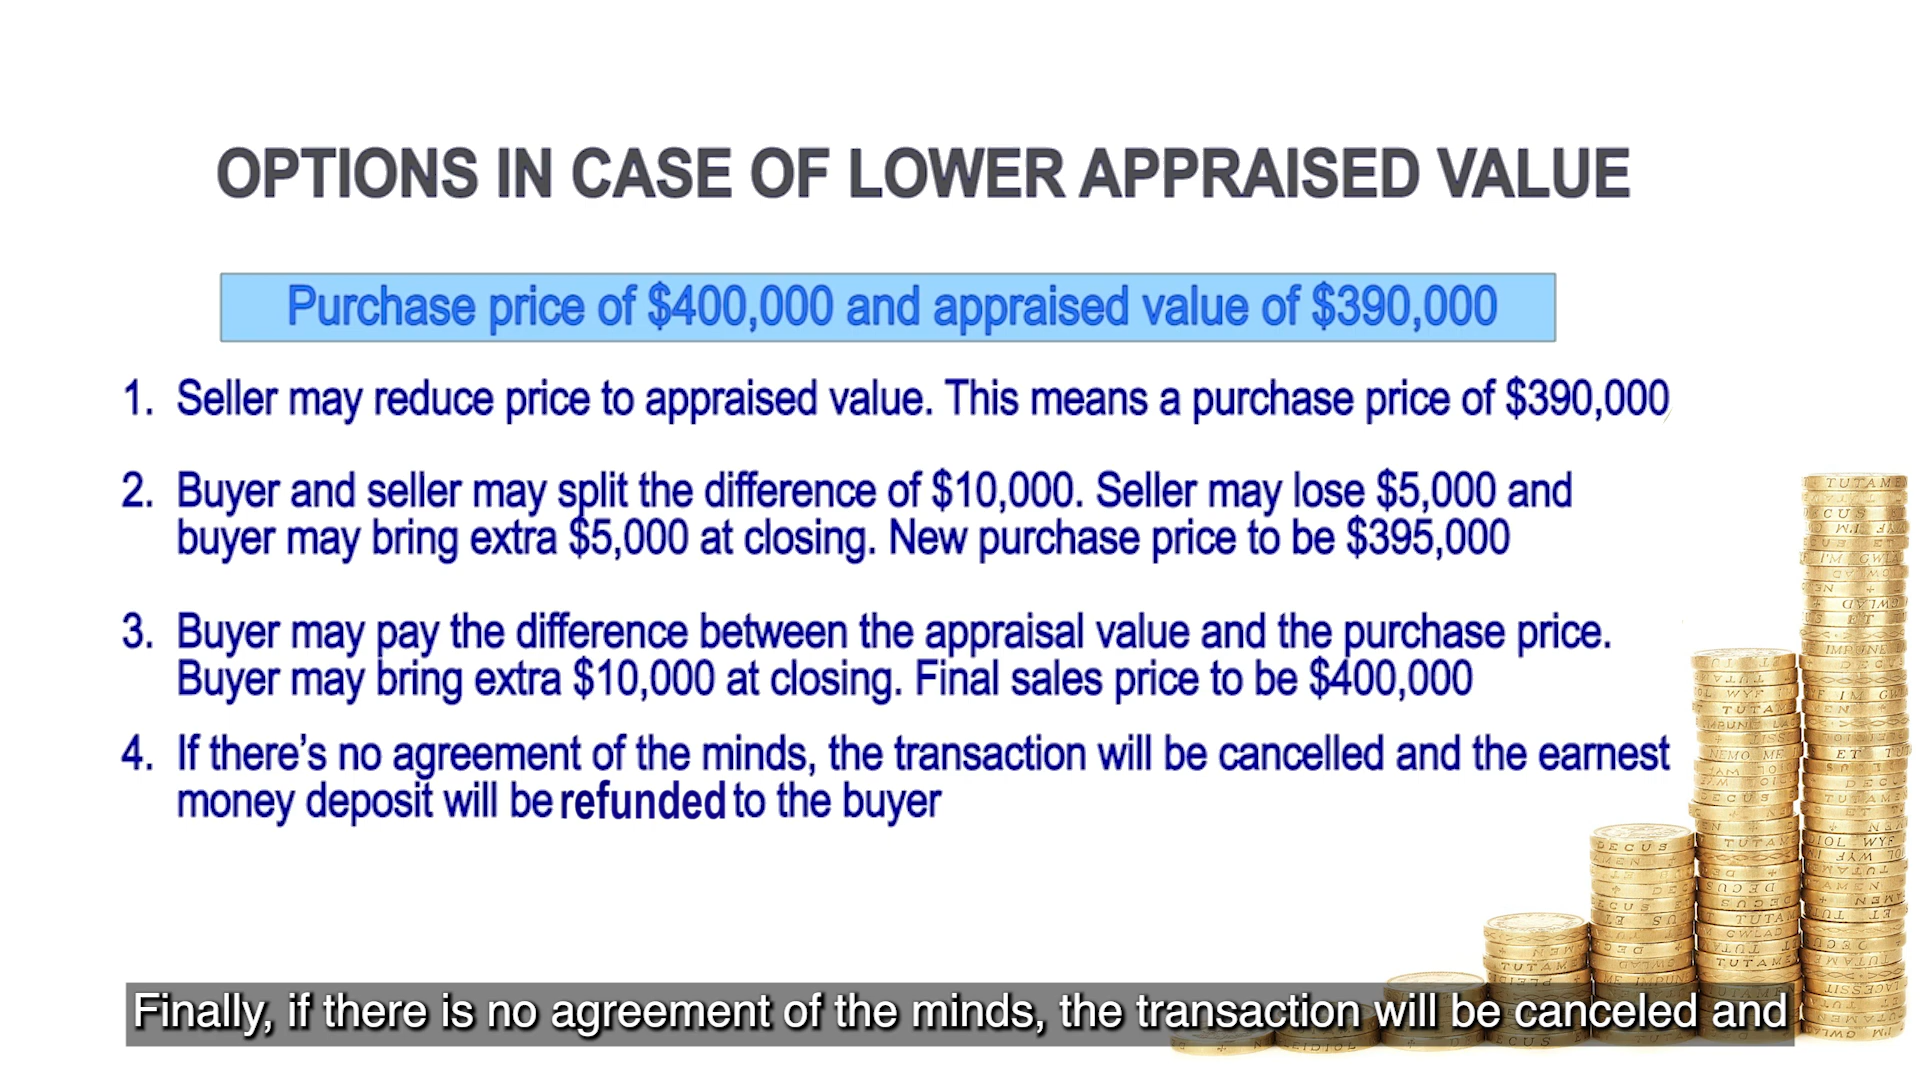 OPTIONS IN CASE OF LOWER APPRAISED VALUE
Purchase price of $400,000 and appraised value of $390,000
1. Seller may reduce price to appraised value. This means a purchase price of $390,000
2. Buyer and seller may split the difference of $10,000. Seller may lose $5,000 and
buyer may bring extra $5,000 at closing. New purchase price to be $395,000
3. Buyer may pay the difference between the appraisal value and the purchase price.
Buyer may bring extra $10,000 at closing. Final sales price to be $400,000
4. If there’s no agreement of the minds, the transaction will be cancelled and the earnest
money deposit will be refunded to the buyer
Finally, if there is no agreement of the minds, the transaction will be canceled and